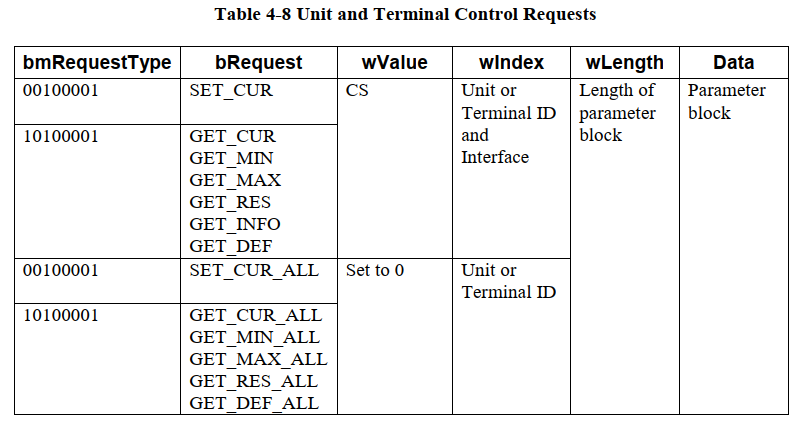 Table 4-8 Unit and Terminal Control Requests
bmRequestType bRequest wValue wIndex wLength Data
00100001 SET_CUR CS Unit or Length of Parameter
Terminal ID parameter block
10100001 GET_CUR and block
GET_MIN Interface
GET_MAX
GET_RES
GET_INFO
GET_DEF
00100001 SET_CUR_ALL Set to 0 Unit or
Terminal ID
10100001 GET_CUR_ALL
GET_MIN_ALL
GET_MAX_ALL
GET_RES_ALL
GET_DEF_ALL